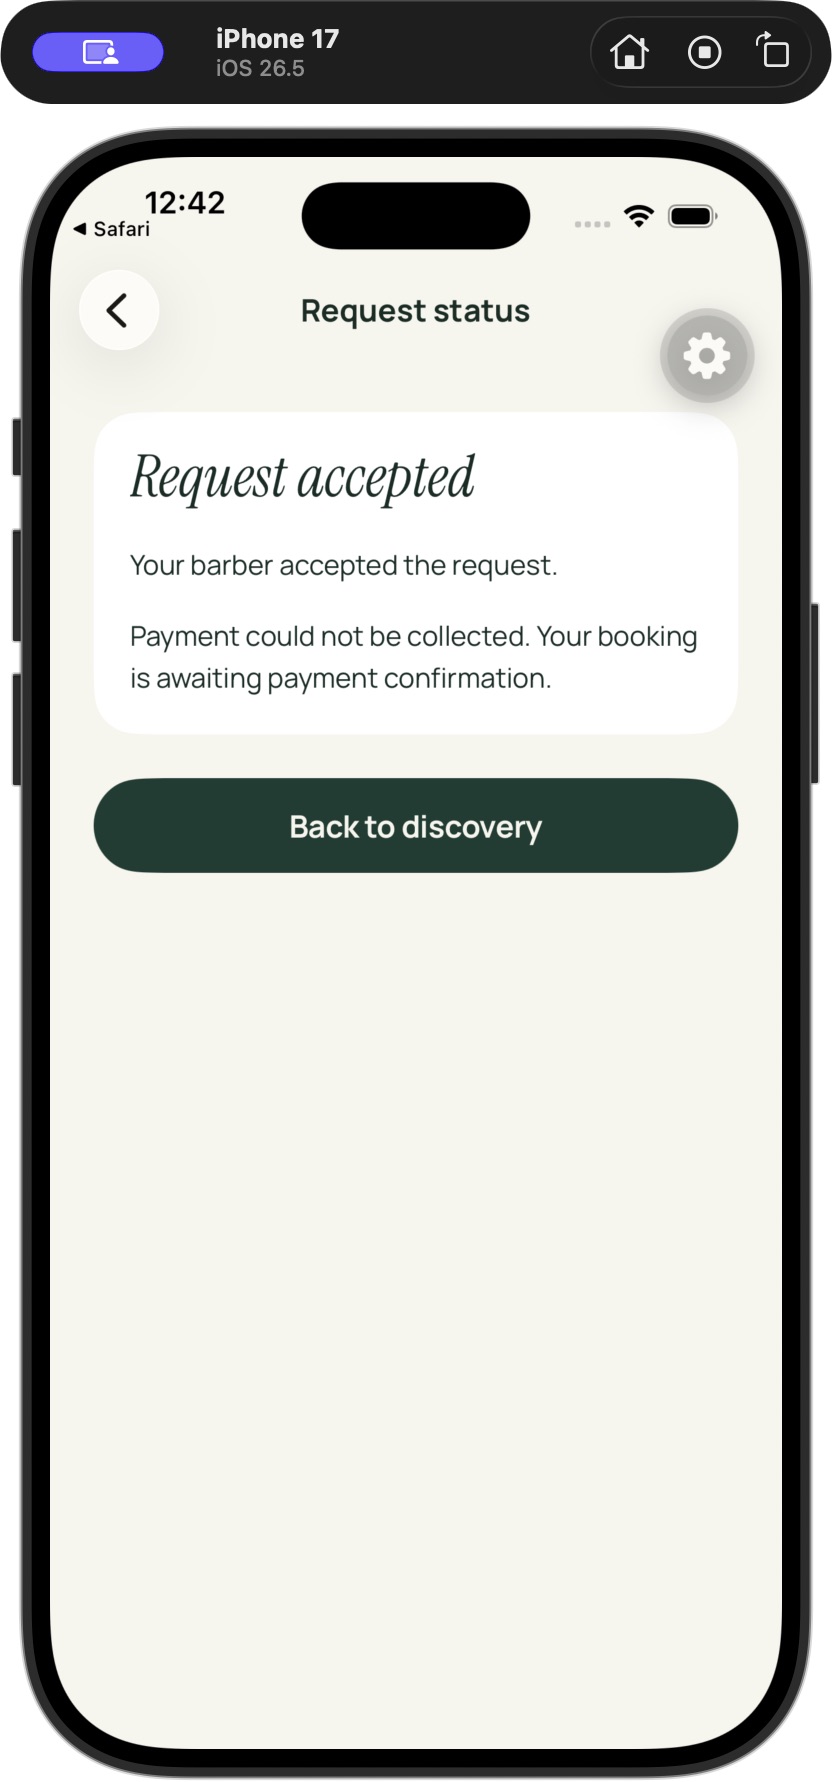 iPhone 17
iOS 26.5
12:42
◀ Safari
Request status
Request accepted
Your barber accepted the request.
Payment could not be collected. Your booking
is awaiting payment confirmation.
Back to discovery